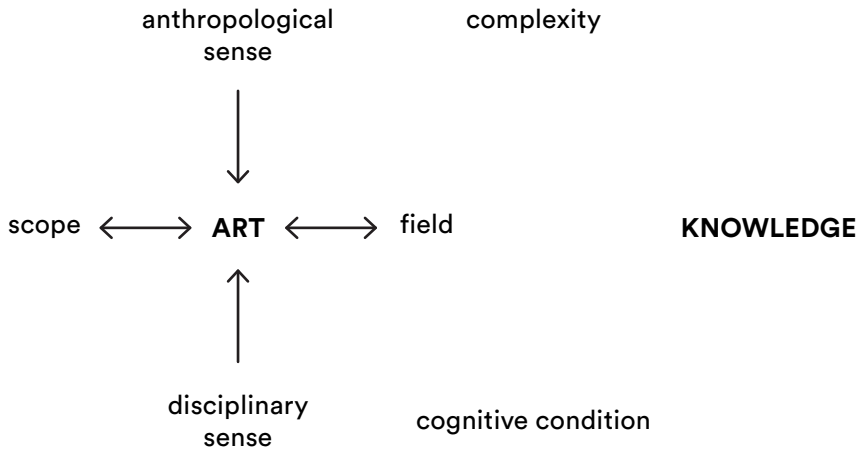 anthropological
sense
complexity
scope
ART
field
KNOWLEDGE
disciplinary
sense
cognitive condition